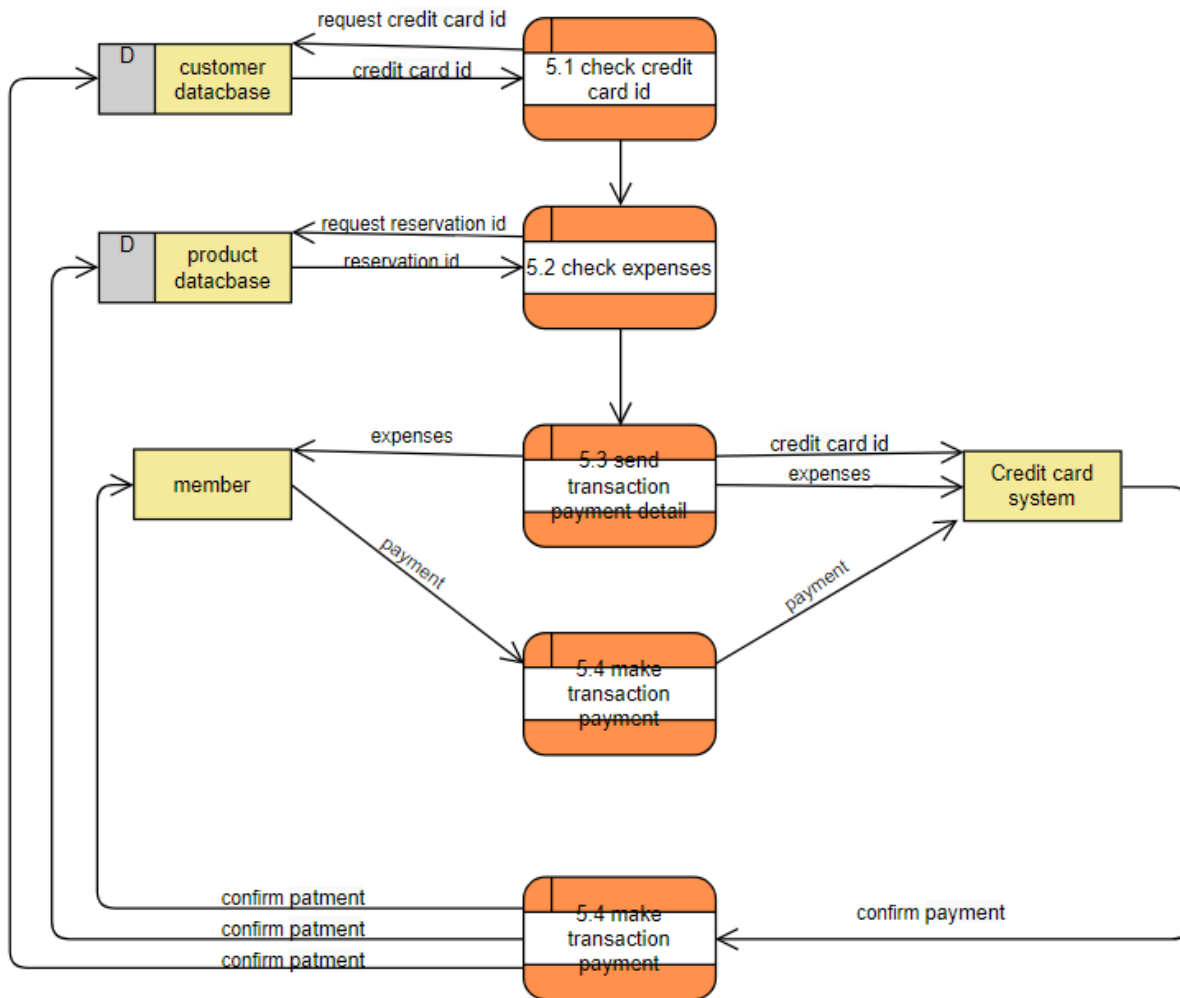 request credit card id
D
customer
datacbase
credit card id
5.1 check credit
card id
request reservation id
D
product
datacbase
reservation id
5.2 check expenses
expenses
member
5.3 send
transaction
payment detail
credit card id
expenses
Credit card
system
payment
payment
5.4 make
transaction
payment
confirm patment
confirm patment
confirm patment
5.4 make
transaction
payment
confirm payment